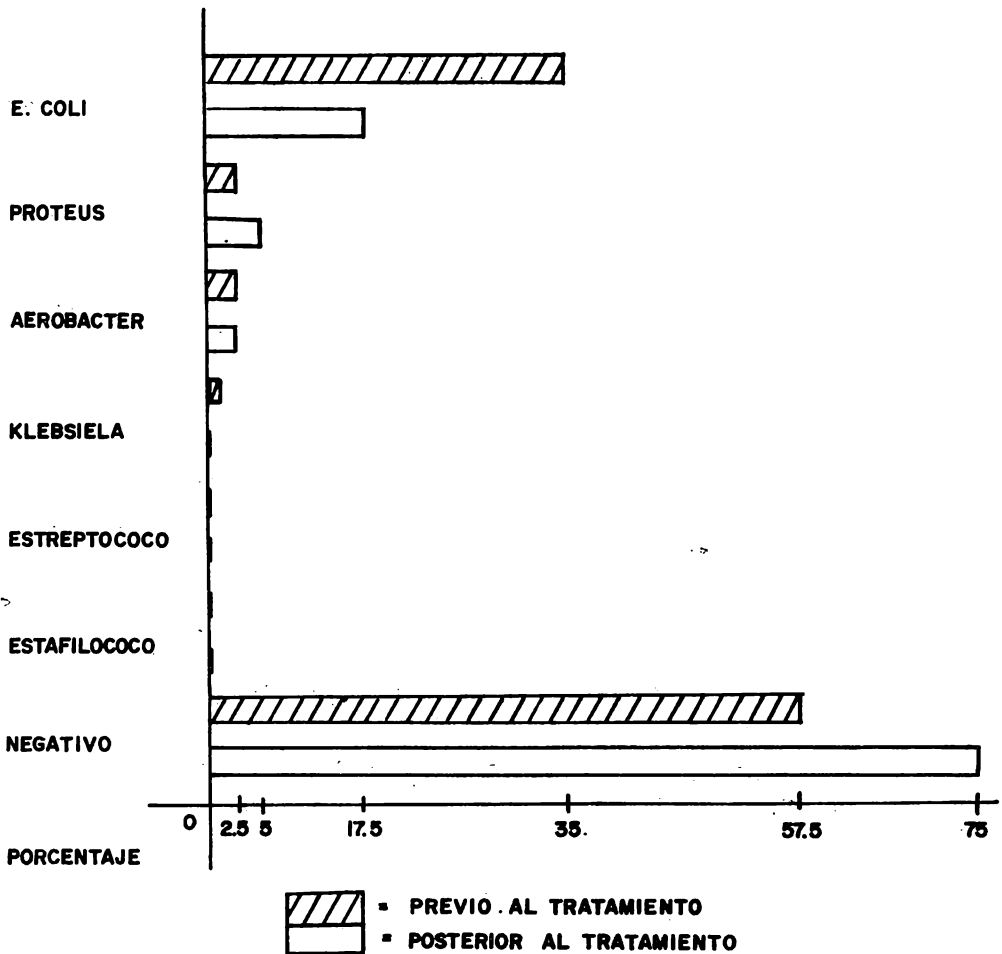 E. COLI
PROTEUS
AEROBACTER
KLEBSIELA
ESTREPTOCOCO
ESTAFILOCOCO
NEGATIVO
0 2.5 5 17.5 35. 57.5 75
PORCENTAJE
= PREVIO . AL TRATAMIENTO
= POSTERIOR AL TRATAMIENTO